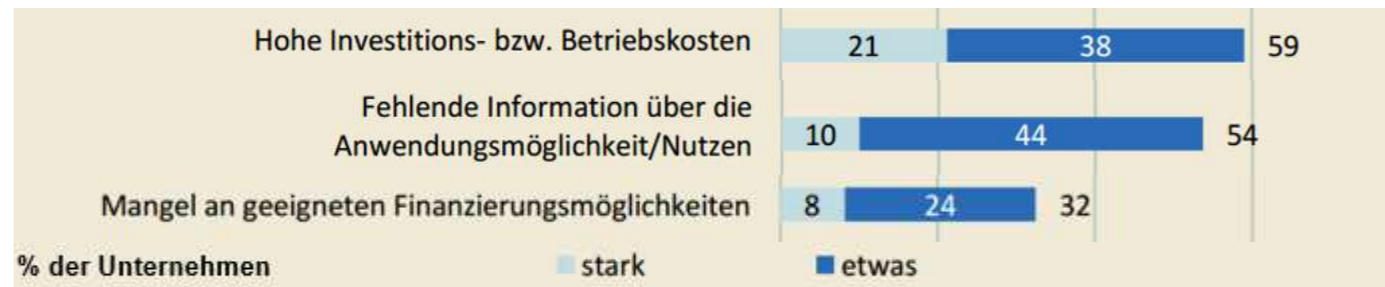 Hohe Investitions- bzw. Betriebskosten 21 38 59
Fehlende Information über die
Anwendungsmöglichkeit/Nutzen 10 44 54
Mangel an geeigneten Finanzierungsmöglichkeiten 8 24 32
% der Unternehmen stark etwas